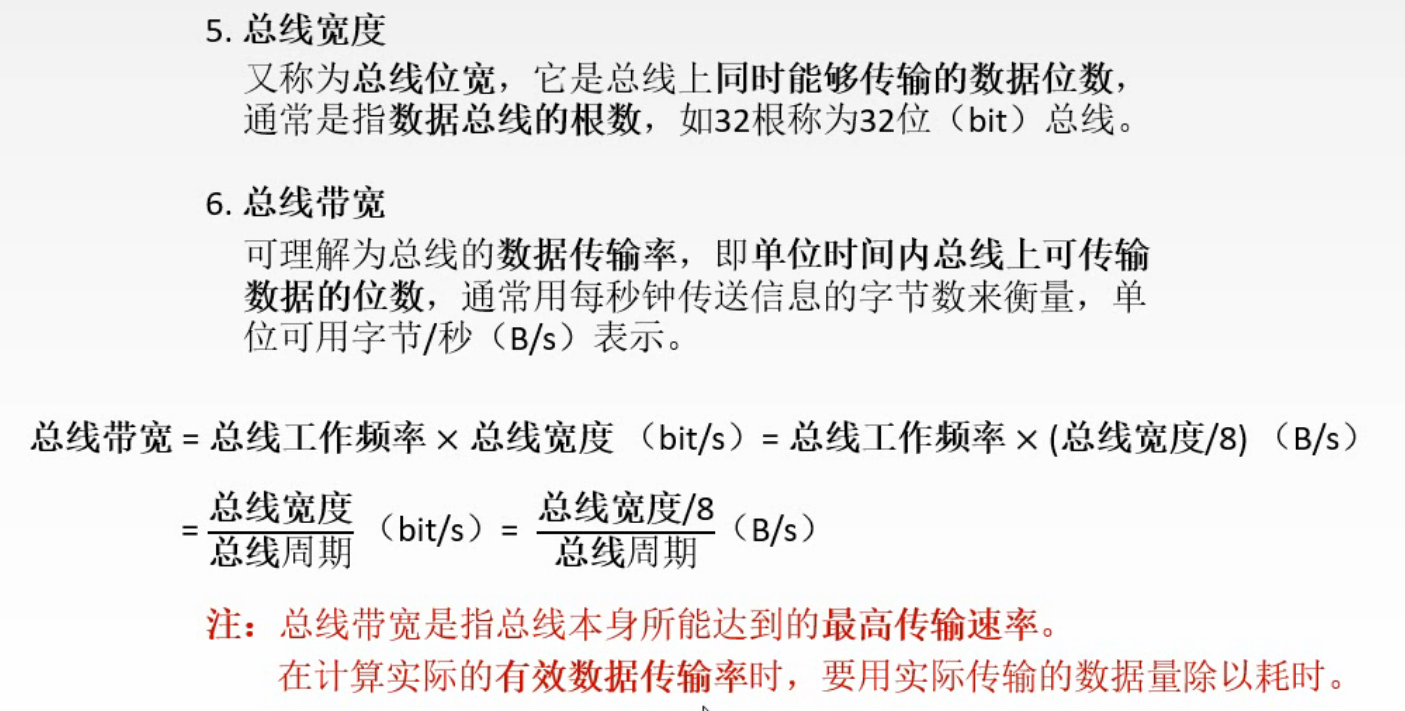 5. 总线宽度
又称为总线位宽，它是总线上同时能够传输的数据位数，
通常是指数据总线的根数，如32根称为32位（bit）总线。
6. 总线带宽
可理解为总线的数据传输率，即单位时间内总线上可传输
数据的位数，通常用每秒钟传送信息的字节数来衡量，单
位可用字节/秒（B/s）表示。
总线带宽 = 总线工作频率 × 总线宽度 （bit/s）= 总线工作频率 × (总线宽度/8) （B/s）
= 总线宽度/总线周期 （bit/s）= 总线宽度/8/总线周期（B/s）
注：总线带宽是指总线本身所能达到的最高传输速率。
在计算实际的有效数据传输率时，要用实际传输的数据量除以耗时。